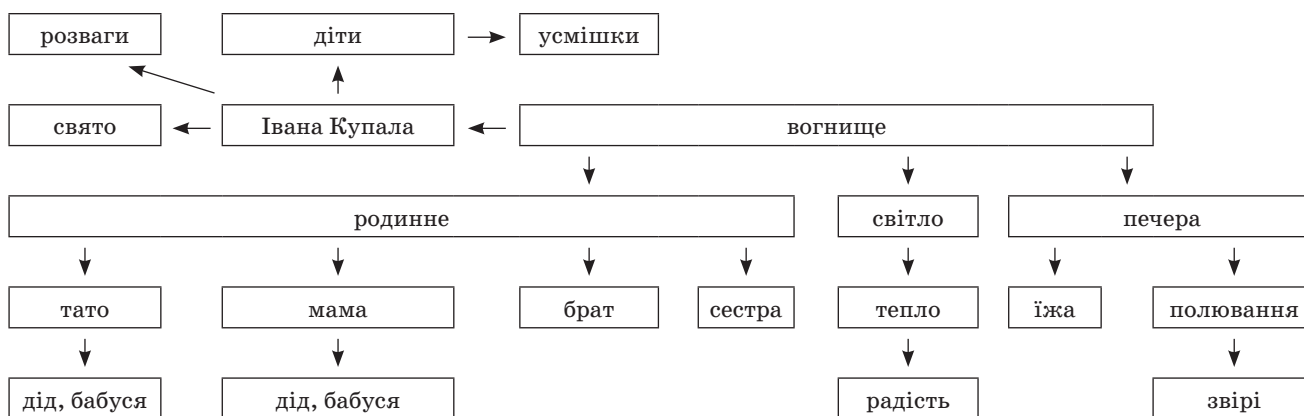 розваги діти усмішки
свято Івана Купала вогнище
родинне світло печера
тато мама брат сестра тепло їжа полювання
дід, бабуся дід, бабуся радість звірі